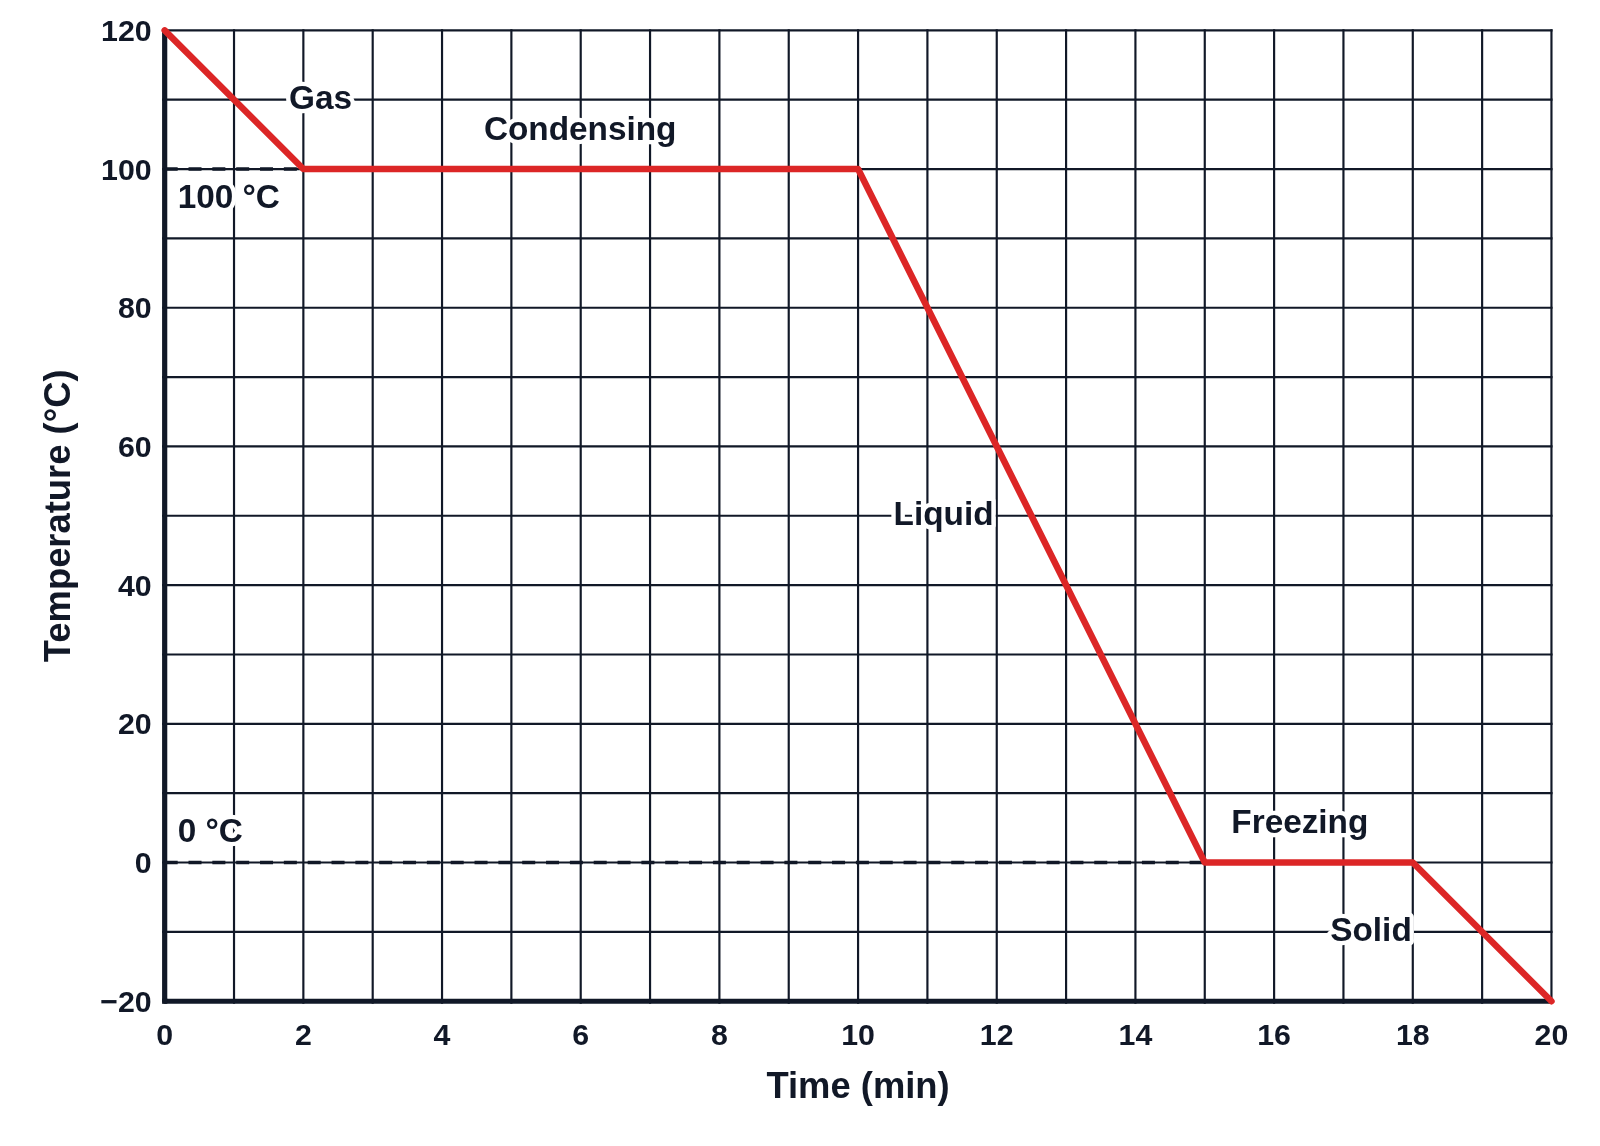 120
Gas
Condensing
100
100 °C
80
60
Liquid
40
20
0 °C
Freezing
0
Solid
−20
0 2 4 6 8 10 12 14 16 18 20
Time (min)
Temperature (°C)